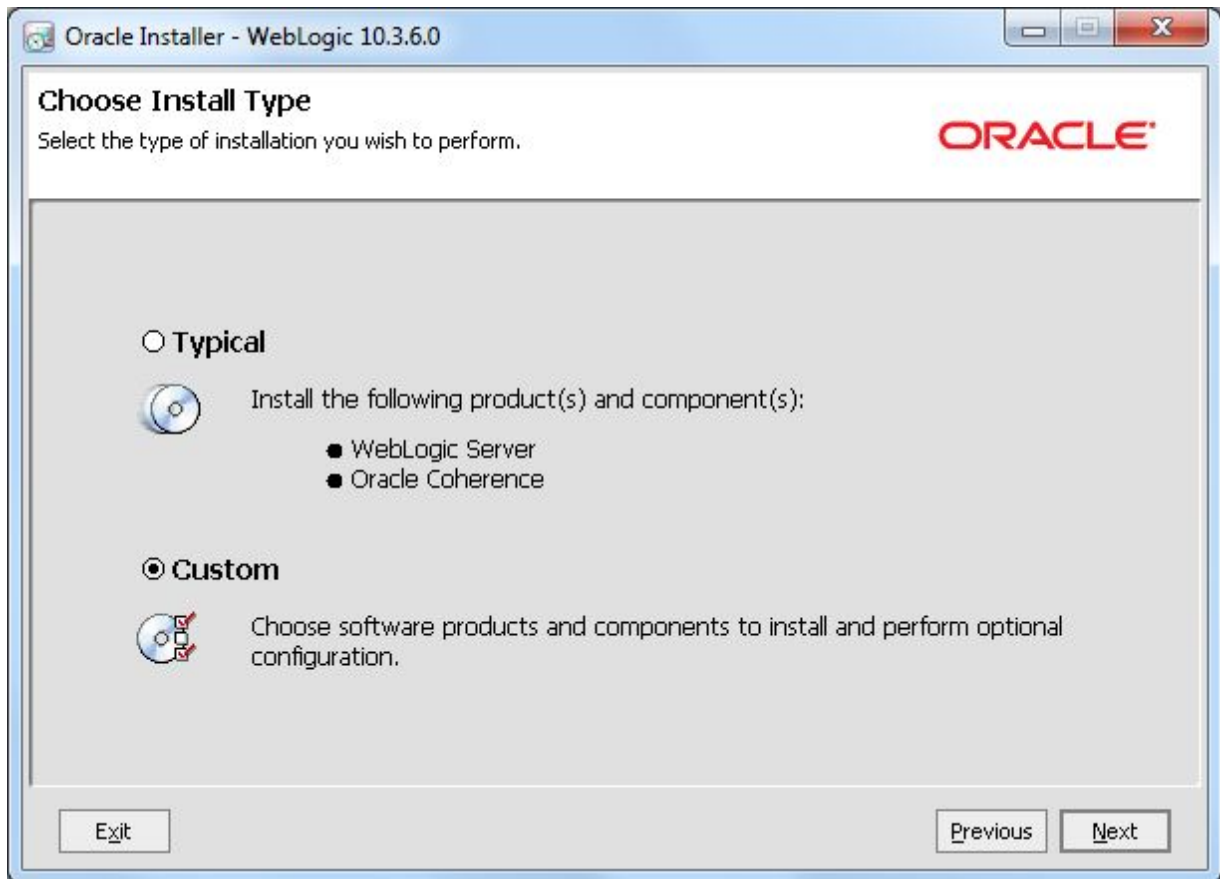 Oracle Installer - WebLogic 10.3.6.0
Choose Install Type
Select the type of installation you wish to perform.
ORACLE
Typical
Install the following product(s) and component(s):
WebLogic Server
Oracle Coherence
Custom
Choose software products and components to install and perform optional
configuration.
Exit
Previous
Next